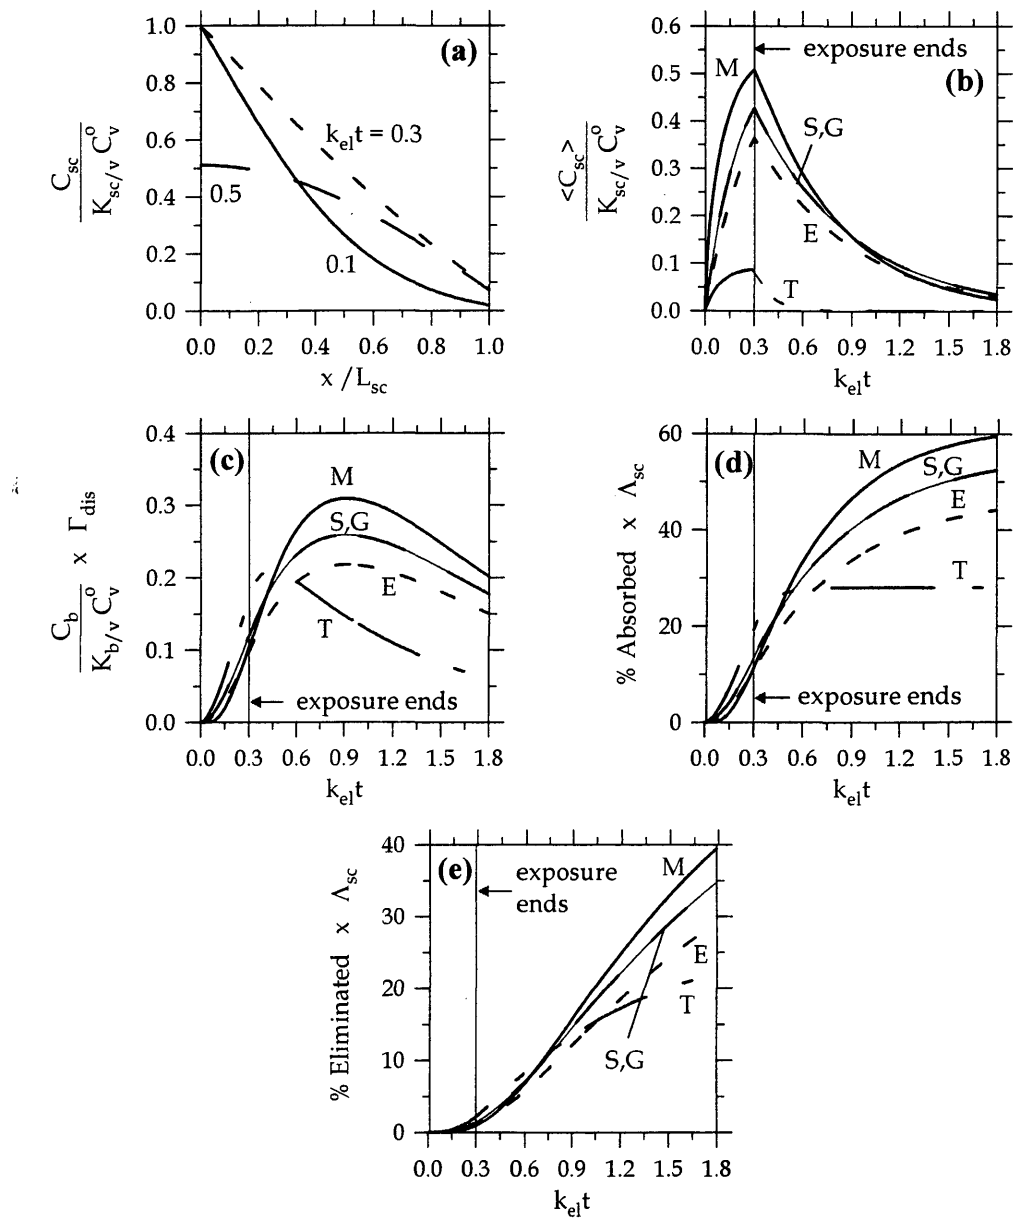 (a)
1.0
0.8
0.6
0.4
0.2
0.0
C_sc
K_sc/v C_v^o
k_el t = 0.3
0.5
0.1
0.0 0.2 0.4 0.6 0.8 1.0
x / L_sc
(b)
0.6
0.5
0.4
0.3
0.2
0.1
0.0
<C_sc>
K_sc/v C_v^o
exposure ends
M
S,G
E
T
0.0 0.3 0.6 0.9 1.2 1.5 1.8
k_el t
(c)
0.4
0.3
0.2
0.1
0.0
C_b
K_b/v C_v^o
x Γ_dis
M
S,G
E
T
exposure ends
0.0 0.3 0.6 0.9 1.2 1.5 1.8
k_el t
(d)
60
40
20
0
% Absorbed x Λ_sc
M
S,G
E
T
exposure ends
0.0 0.3 0.6 0.9 1.2 1.5 1.8
k_el t
(e)
40
30
20
10
0
% Eliminated x Λ_sc
exposure
ends
M
E
T
S,G
0.0 0.3 0.6 0.9 1.2 1.5 1.8
k_el t